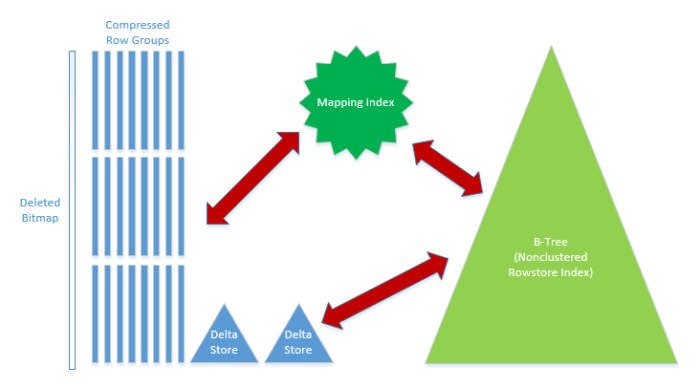 Compressed
Row Groups
Mapping Index
Deleted
Bitmap
B-Tree
(Nonclustered
Rowstore Index)
Delta
Store
Delta
Store